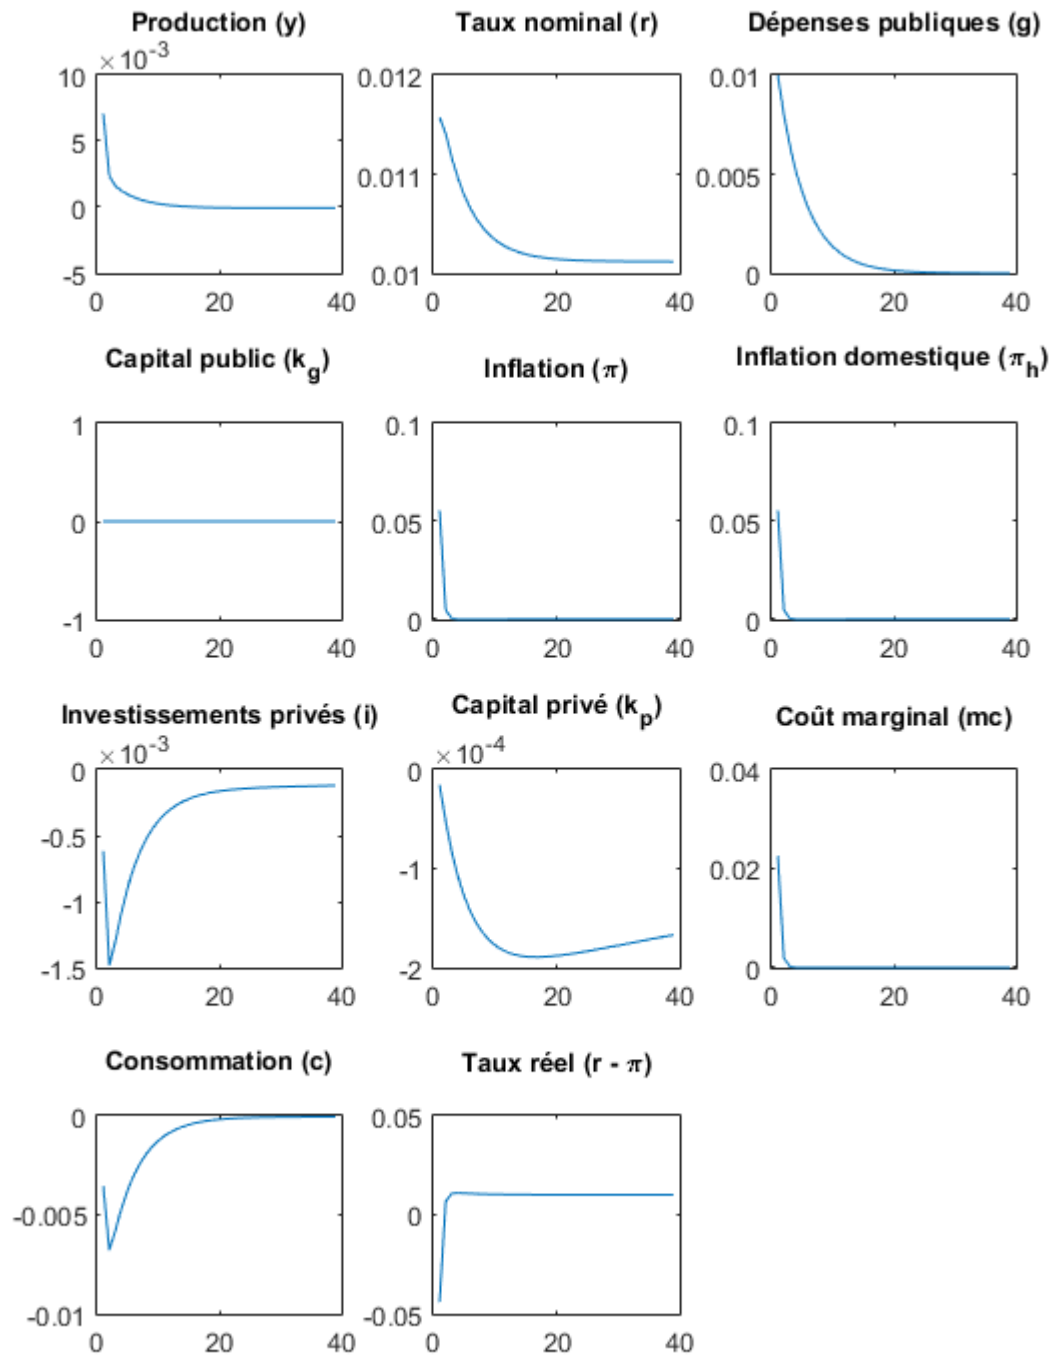 Production (y)
× 10^-3
10
5
0
-5
0 20 40
Taux nominal (r)
0.012
0.011
0.01
0 20 40
Dépenses publiques (g)
0.01
0.005
0
0 20 40
Capital public (k_g)
1
0
-1
0 20 40
Inflation (π)
0.1
0.05
0
0 20 40
Inflation domestique (π_h)
0.1
0.05
0
0 20 40
Investissements privés (i)
× 10^-3
0
-0.5
-1
-1.5
0 20 40
Capital privé (k_p)
× 10^-4
0
-1
-2
0 20 40
Coût marginal (mc)
0.04
0.02
0
0 20 40
Consommation (c)
0
-0.005
-0.01
0 20 40
Taux réel (r - π)
0.05
0
-0.05
0 20 40